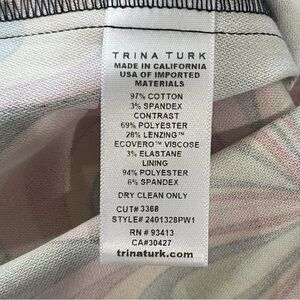 TRINA TURK
MADE IN CALIFORNIA
USA OF IMPORTED
MATERIALS
97% COTTON
3% SPANDEX
CONTRAST
69% POLYESTER
28% LENZING™
ECOVERO™ VISCOSE
3% ELASTANE
LINING
94% POLYESTER
6% SPANDEX
DRY CLEAN ONLY
CUT# 3368
STYLE# 2401328PW1
RN # 93413
CA#30427
trinaturk.com